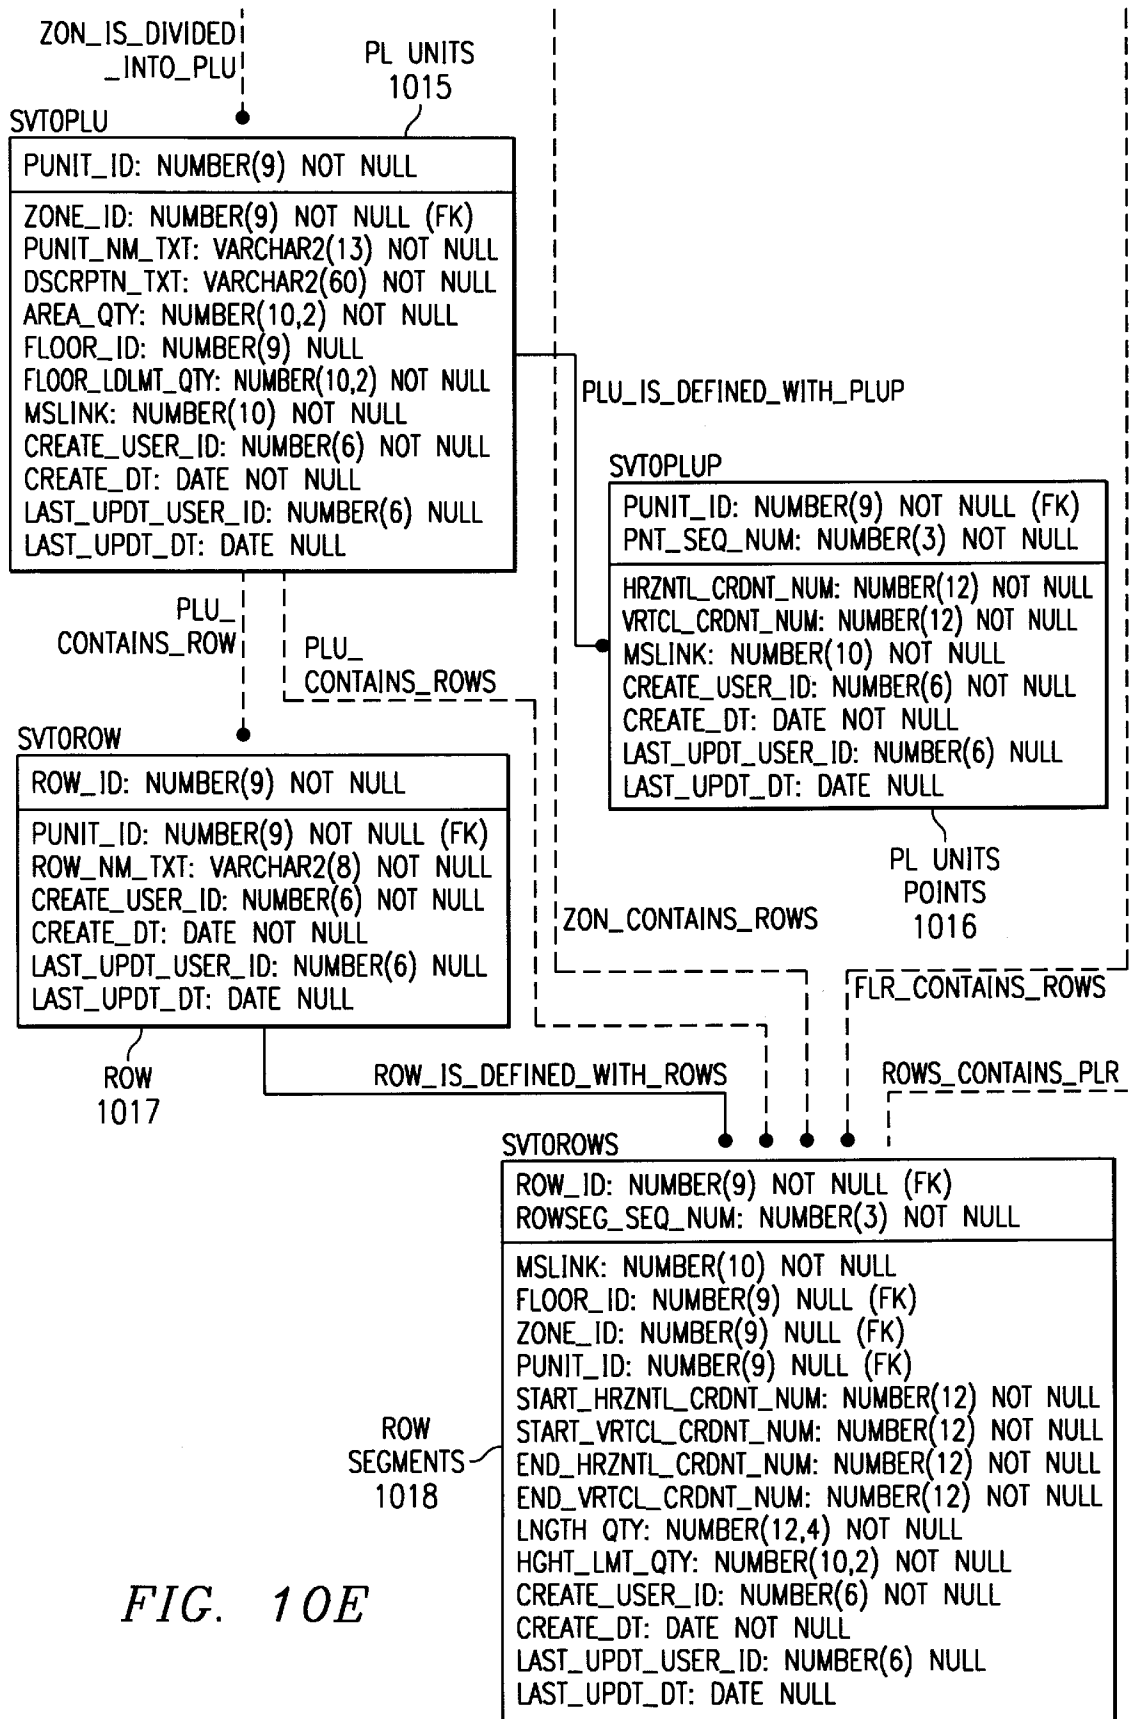 ZON_IS_DIVIDED
_INTO_PLU
PL UNITS
1015
SVTOPLU
PUNIT_ID: NUMBER(9) NOT NULL
ZONE_ID: NUMBER(9) NOT NULL (FK)
PUNIT_NM_TXT: VARCHAR2(13) NOT NULL
DSCRPTN_TXT: VARCHAR2(60) NOT NULL
AREA_QTY: NUMBER(10,2) NOT NULL
FLOOR_ID: NUMBER(9) NULL
FLOOR_LDLMT_QTY: NUMBER(10,2) NOT NULL
MSLINK: NUMBER(10) NOT NULL
CREATE_USER_ID: NUMBER(6) NOT NULL
CREATE_DT: DATE NOT NULL
LAST_UPDT_USER_ID: NUMBER(6) NULL
LAST_UPDT_DT: DATE NULL
PLU_IS_DEFINED_WITH_PLUP
SVTOPLUP
PUNIT_ID: NUMBER(9) NOT NULL (FK)
PNT_SEQ_NUM: NUMBER(3) NOT NULL
HRZNTL_CRDNT_NUM: NUMBER(12) NOT NULL
VRTCL_CRDNT_NUM: NUMBER(12) NOT NULL
MSLINK: NUMBER(10) NOT NULL
CREATE_USER_ID: NUMBER(6) NOT NULL
CREATE_DT: DATE NOT NULL
LAST_UPDT_USER_ID: NUMBER(6) NULL
LAST_UPDT_DT: DATE NULL
PL UNITS
POINTS
1016
PLU_
CONTAINS_ROW
PLU_
CONTAINS_ROWS
SVTOROW
ROW_ID: NUMBER(9) NOT NULL
PUNIT_ID: NUMBER(9) NOT NULL (FK)
ROW_NM_TXT: VARCHAR2(8) NOT NULL
CREATE_USER_ID: NUMBER(6) NOT NULL
CREATE_DT: DATE NOT NULL
LAST_UPDT_USER_ID: NUMBER(6) NULL
LAST_UPDT_DT: DATE NULL
ROW
1017
ZON_CONTAINS_ROWS
FLR_CONTAINS_ROWS
ROW_IS_DEFINED_WITH_ROWS
ROWS_CONTAINS_PLR
SVTOROWS
ROW_ID: NUMBER(9) NOT NULL (FK)
ROWSEG_SEQ_NUM: NUMBER(3) NOT NULL
MSLINK: NUMBER(10) NOT NULL
FLOOR_ID: NUMBER(9) NULL (FK)
ZONE_ID: NUMBER(9) NULL (FK)
PUNIT_ID: NUMBER(9) NULL (FK)
START_HRZNTL_CRDNT_NUM: NUMBER(12) NOT NULL
START_VRTCL_CRDNT_NUM: NUMBER(12) NOT NULL
END_HRZNTL_CRDNT_NUM: NUMBER(12) NOT NULL
END_VRTCL_CRDNT_NUM: NUMBER(12) NOT NULL
LNGTH QTY: NUMBER(12,4) NOT NULL
HGHT_LMT_QTY: NUMBER(10,2) NOT NULL
CREATE_USER_ID: NUMBER(6) NOT NULL
CREATE_DT: DATE NOT NULL
LAST_UPDT_USER_ID: NUMBER(6) NULL
LAST_UPDT_DT: DATE NULL
ROW
SEGMENTS
1018
FIG. 10E